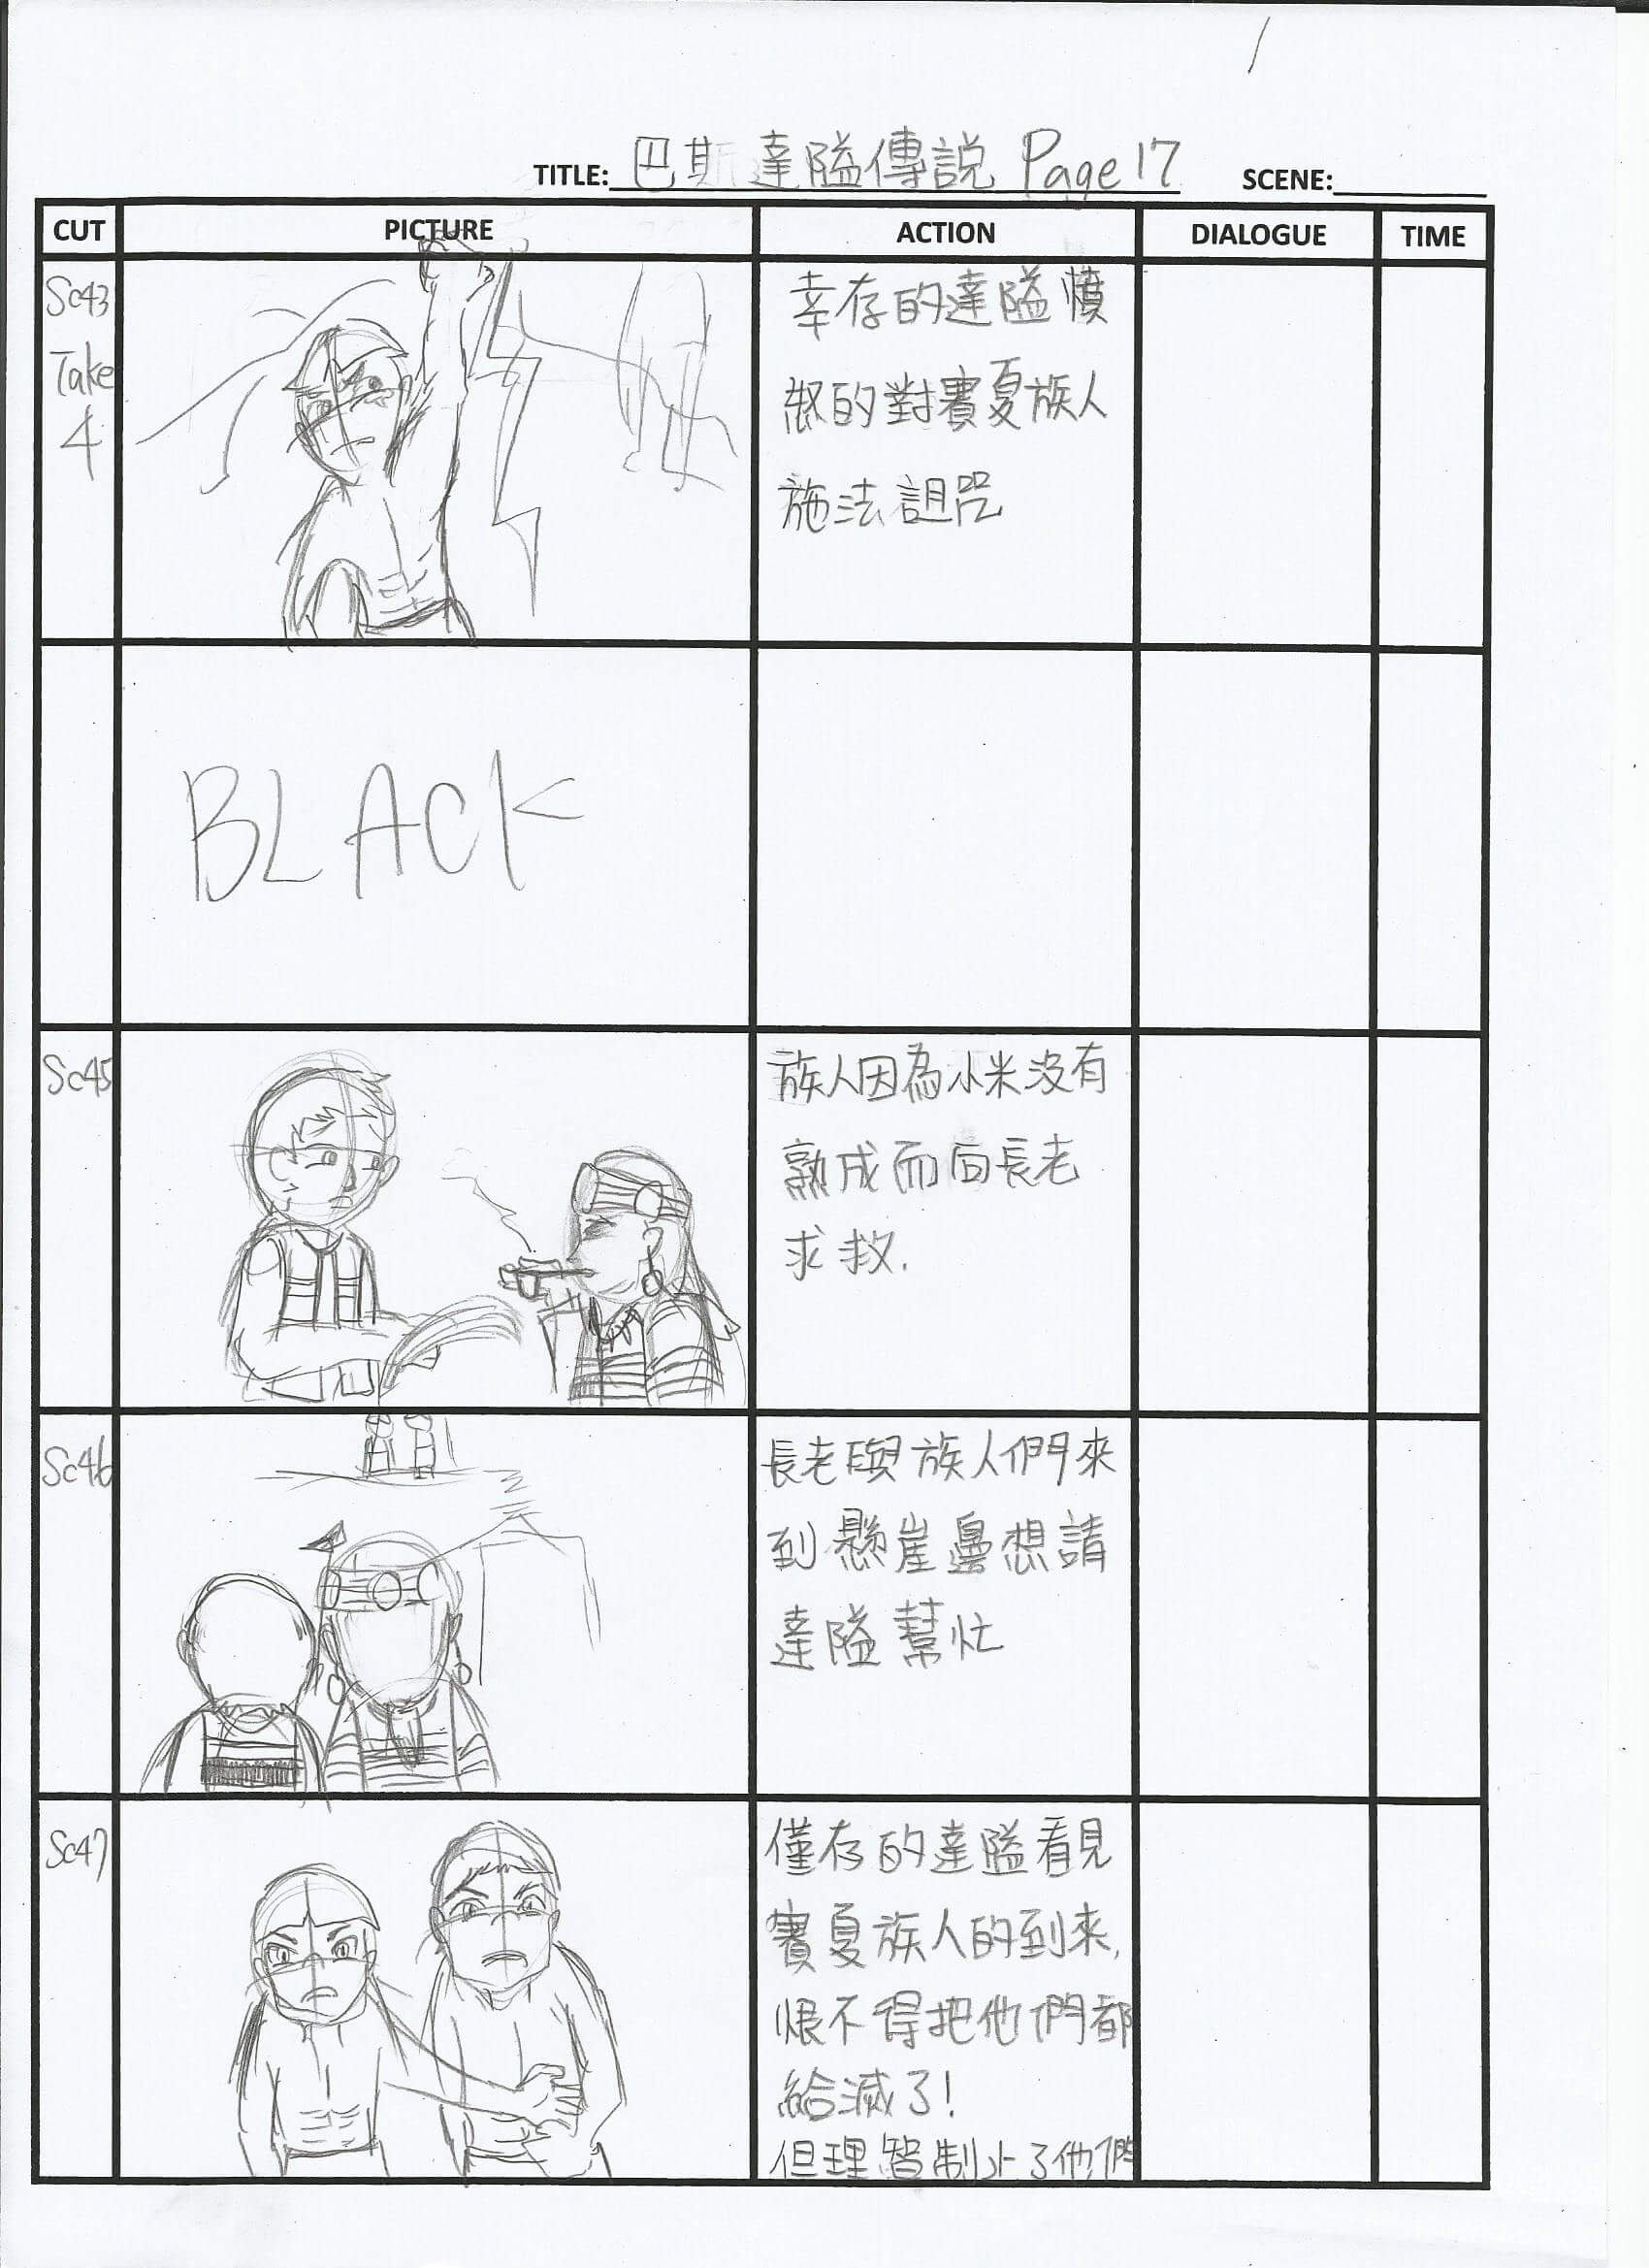 TITLE: 巴斯達隘傳説 Page 17 SCENE:
CUT PICTURE ACTION DIALOGUE TIME
Sc43
Take
4
幸存的達隘憤
怒的對賽夏族人
施法詛咒
BLACK
Sc45
族人因為小米没有
熟成而向長老
求救.
Sc46
長老與族人們來
到懸崖邊想請
達隘幫忙
Sc47
僅存的達隘看見
賽夏族人的到來,
恨不得把他們都
給滅了!
但理智制止了他們